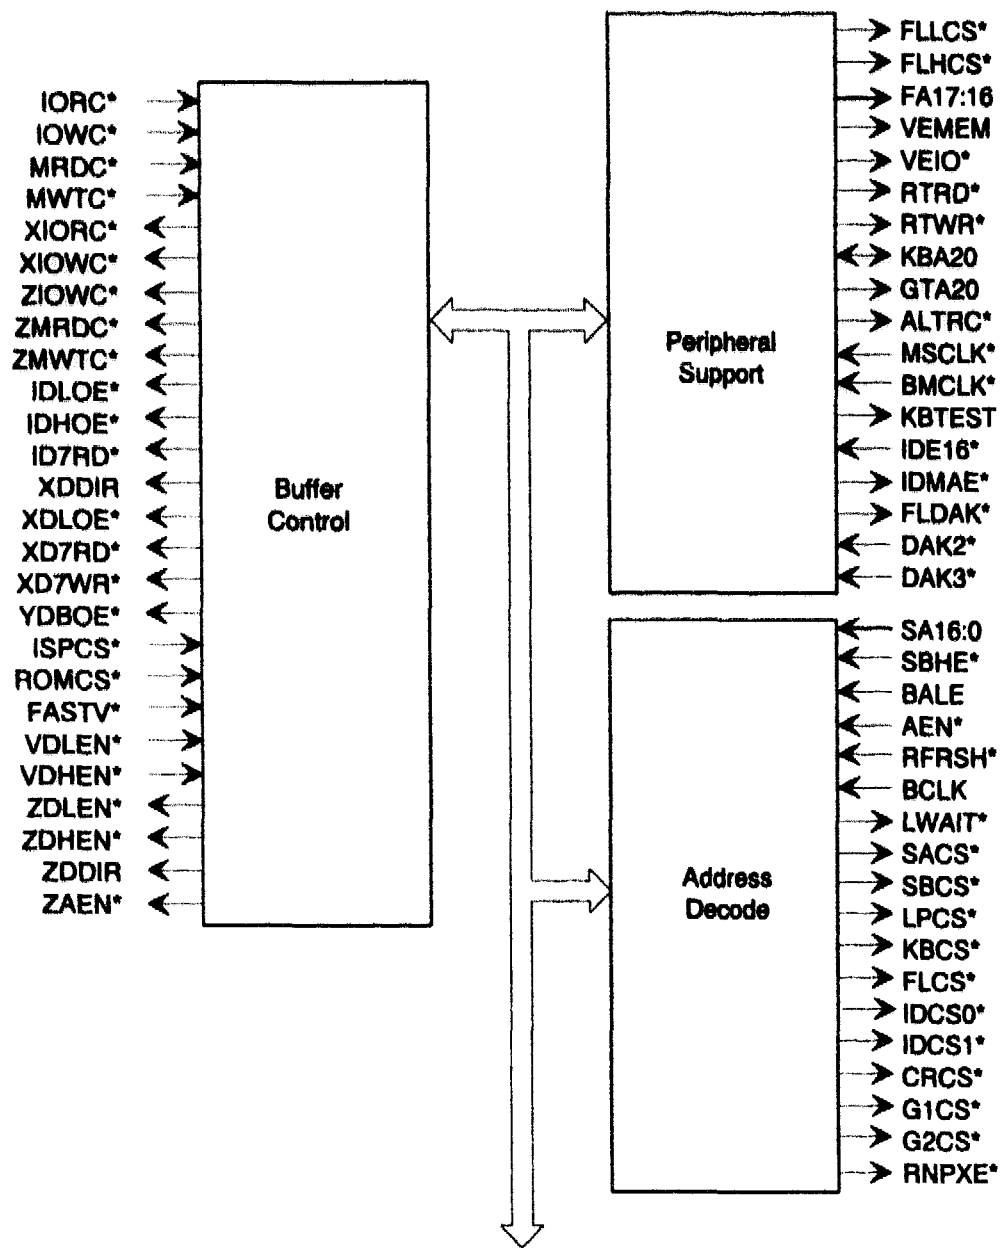 IORC*
IOWC*
MRDC*
MWTC*
XIORC*
XIOWC*
ZIOWC*
ZMRDC*
ZMWTC*
IDLOE*
IDHOE*
ID7RD*
XDDIR
XDLOE*
XD7RD*
XD7WR*
YDBOE*
ISPCS*
ROMCS*
FASTV*
VDLEN*
VDHEN*
ZDLEN*
ZDHEN*
ZDDIR
ZAEN*
Buffer
Control
Peripheral
Support
FLLCS*
FLHCS*
FA17:16
VEMEM
VEIO*
RTRD*
RTWR*
KBA20
GTA20
ALTRC*
MSCLK*
BMCLK*
KBTEST
IDE16*
IDMAE*
FLDAK*
DAK2*
DAK3*
Address
Decode
SA16:0
SBHE*
BALE
AEN*
RFRSH*
BCLK
LWAIT*
SACS*
SBCS*
LPCS*
KBCS*
FLCS*
IDCS0*
IDCS1*
CRCS*
G1CS*
G2CS*
RNPXE*